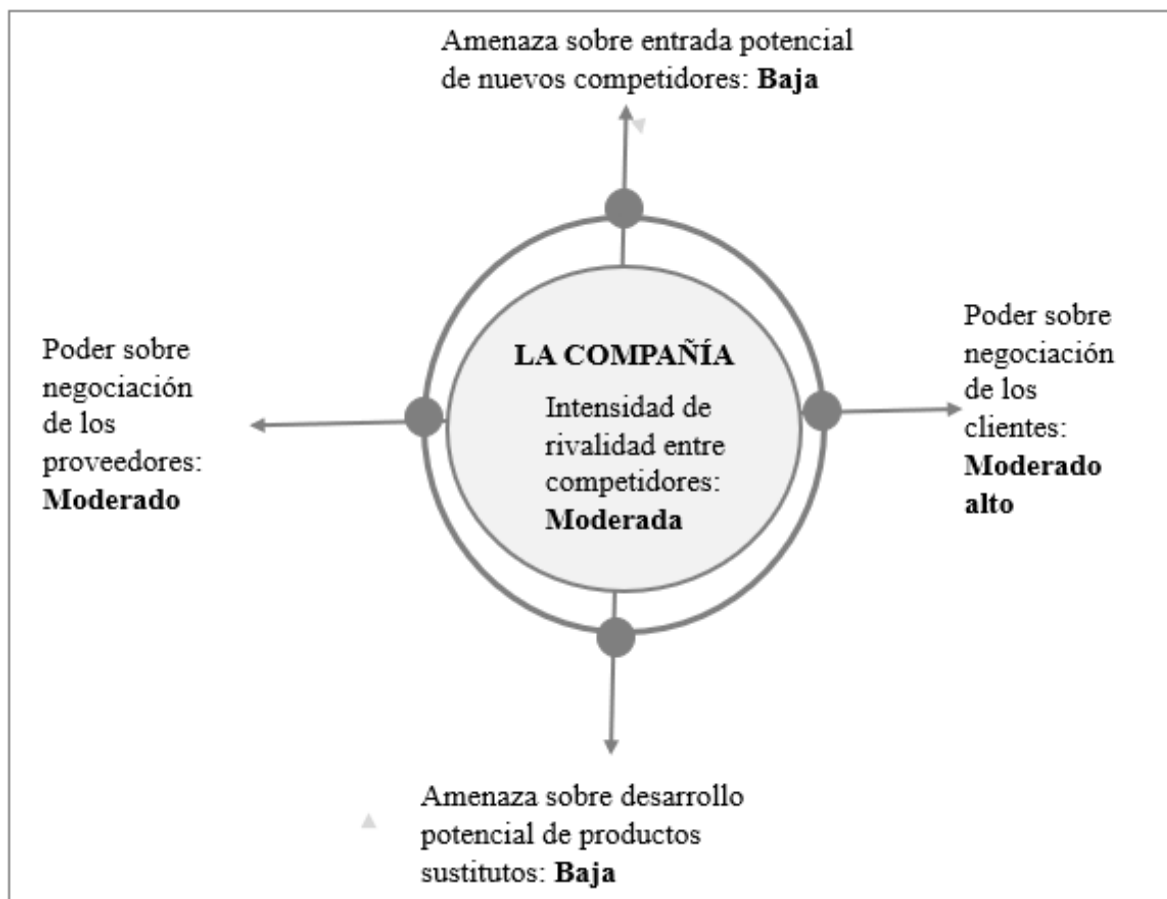 Amenaza sobre entrada potencial
de nuevos competidores: Baja
Poder sobre
negociación
de los
proveedores:
Moderado
LA COMPAÑÍA
Intensidad de
rivalidad entre
competidores:
Moderada
Poder sobre
negociación
de los
clientes:
Moderado
alto
Amenaza sobre desarrollo
potencial de productos
sustitutos: Baja